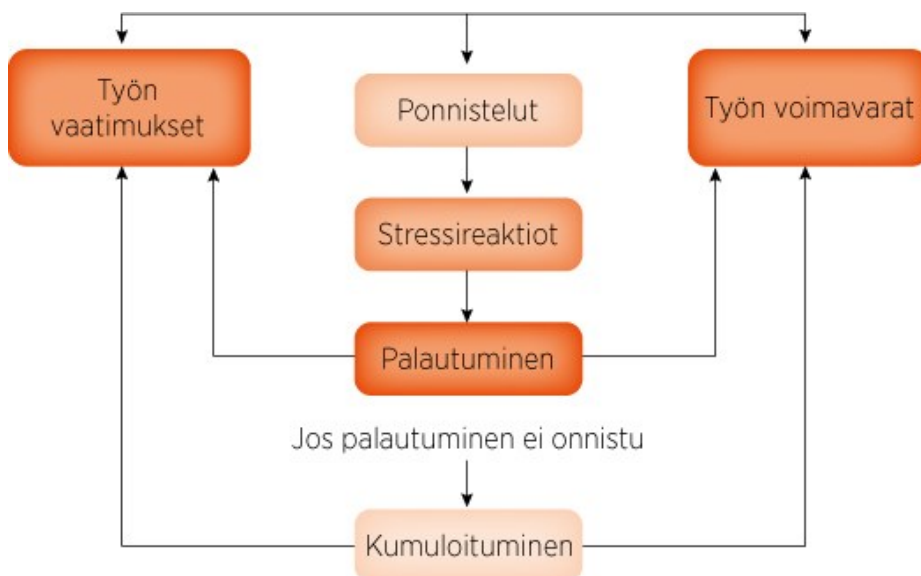 Työn
vaatimukset
Ponnistelut
Työn voimavarat
Stressireaktiot
Palautuminen
Jos palautuminen ei onnistu
Kumuloituminen